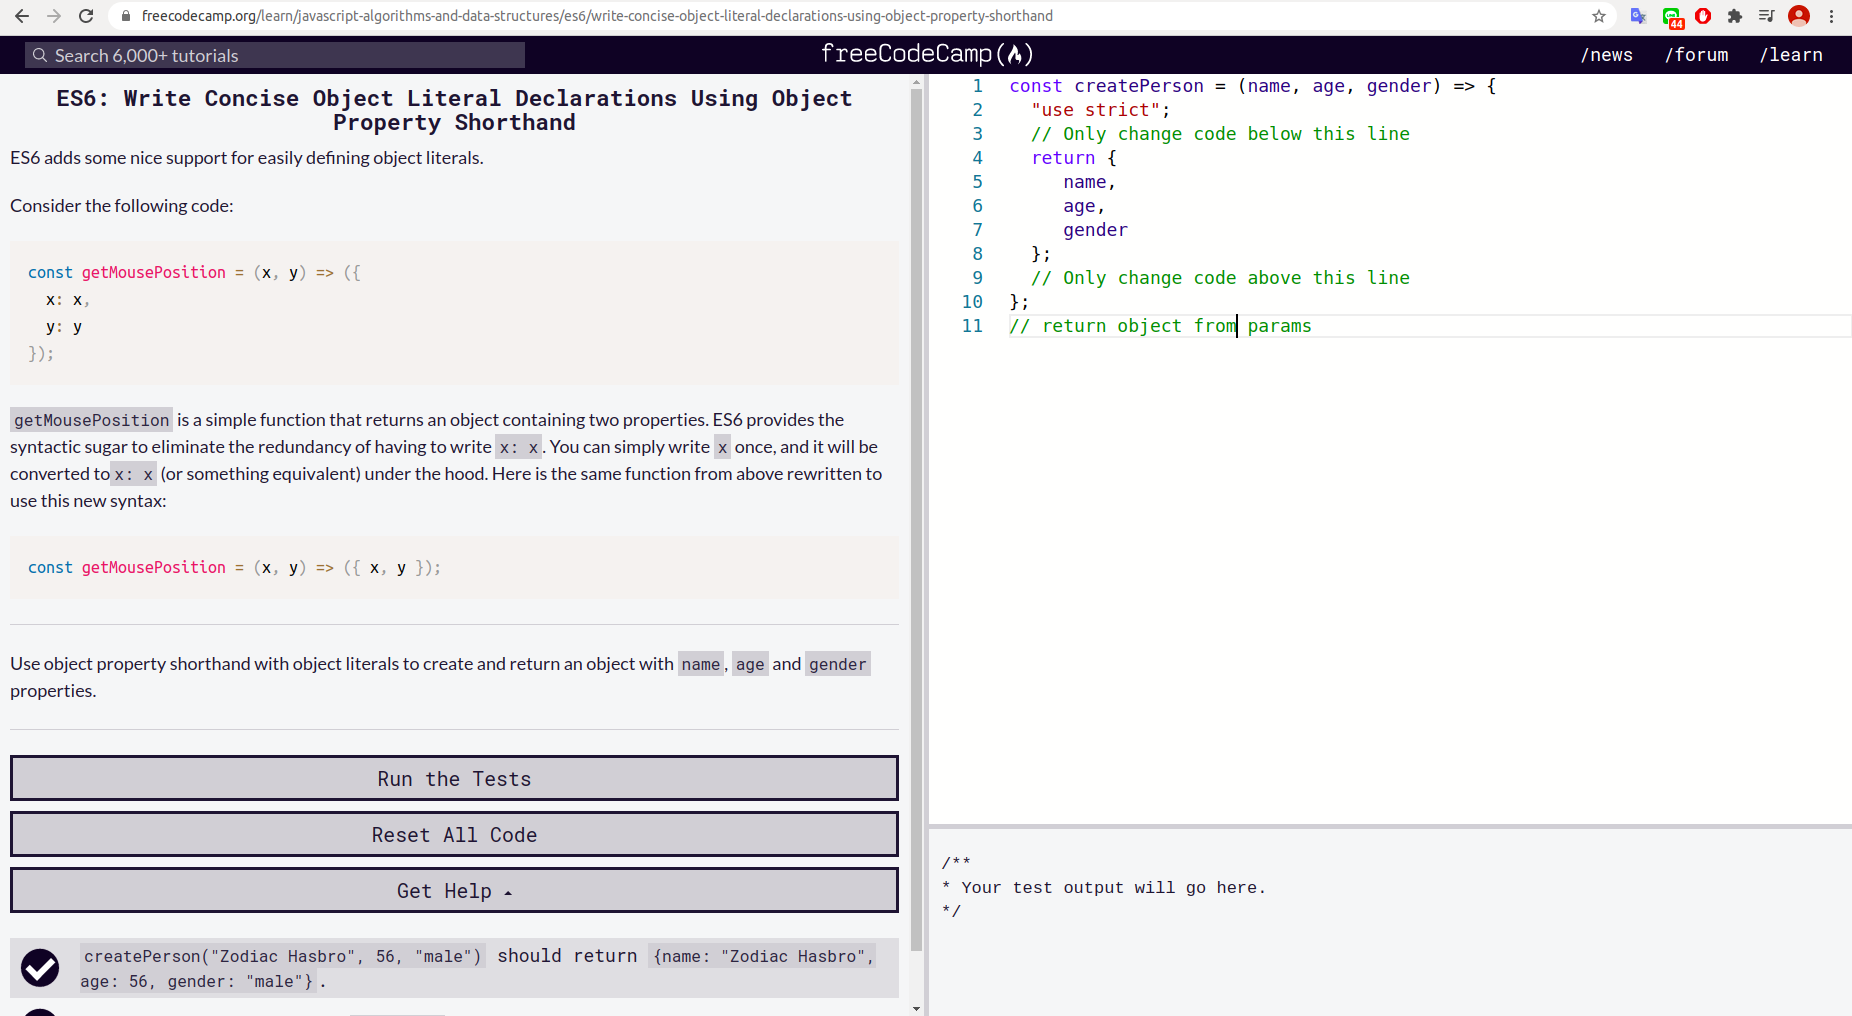 freecodecamp.org/learn/javascript-algorithms-and-data-structures/es6/write-concise-object-literal-declarations-using-object-property-shorthand
44
Search 6,000+ tutorials
freeCodeCamp(🔥)
/news
/forum
/learn
ES6: Write Concise Object Literal Declarations Using Object
Property Shorthand
ES6 adds some nice support for easily defining object literals.
Consider the following code:
const getMousePosition = (x, y) => ({
x: x,
y: y
});
getMousePosition is a simple function that returns an object containing two properties. ES6 provides the
syntactic sugar to eliminate the redundancy of having to write x: x. You can simply write x once, and it will be
converted to x: x (or something equivalent) under the hood. Here is the same function from above rewritten to
use this new syntax:
const getMousePosition = (x, y) => ({ x, y });
Use object property shorthand with object literals to create and return an object with name, age and gender
properties.
Run the Tests
Reset All Code
Get Help
createPerson("Zodiac Hasbro", 56, "male") should return {name: "Zodiac Hasbro",
age: 56, gender: "male"}.
1 const createPerson = (name, age, gender) => {
2 "use strict";
3 // Only change code below this line
4 return {
5 name,
6 age,
7 gender
8 };
9 // Only change code above this line
10 };
11 // return object from params
/**
* Your test output will go here.
*/